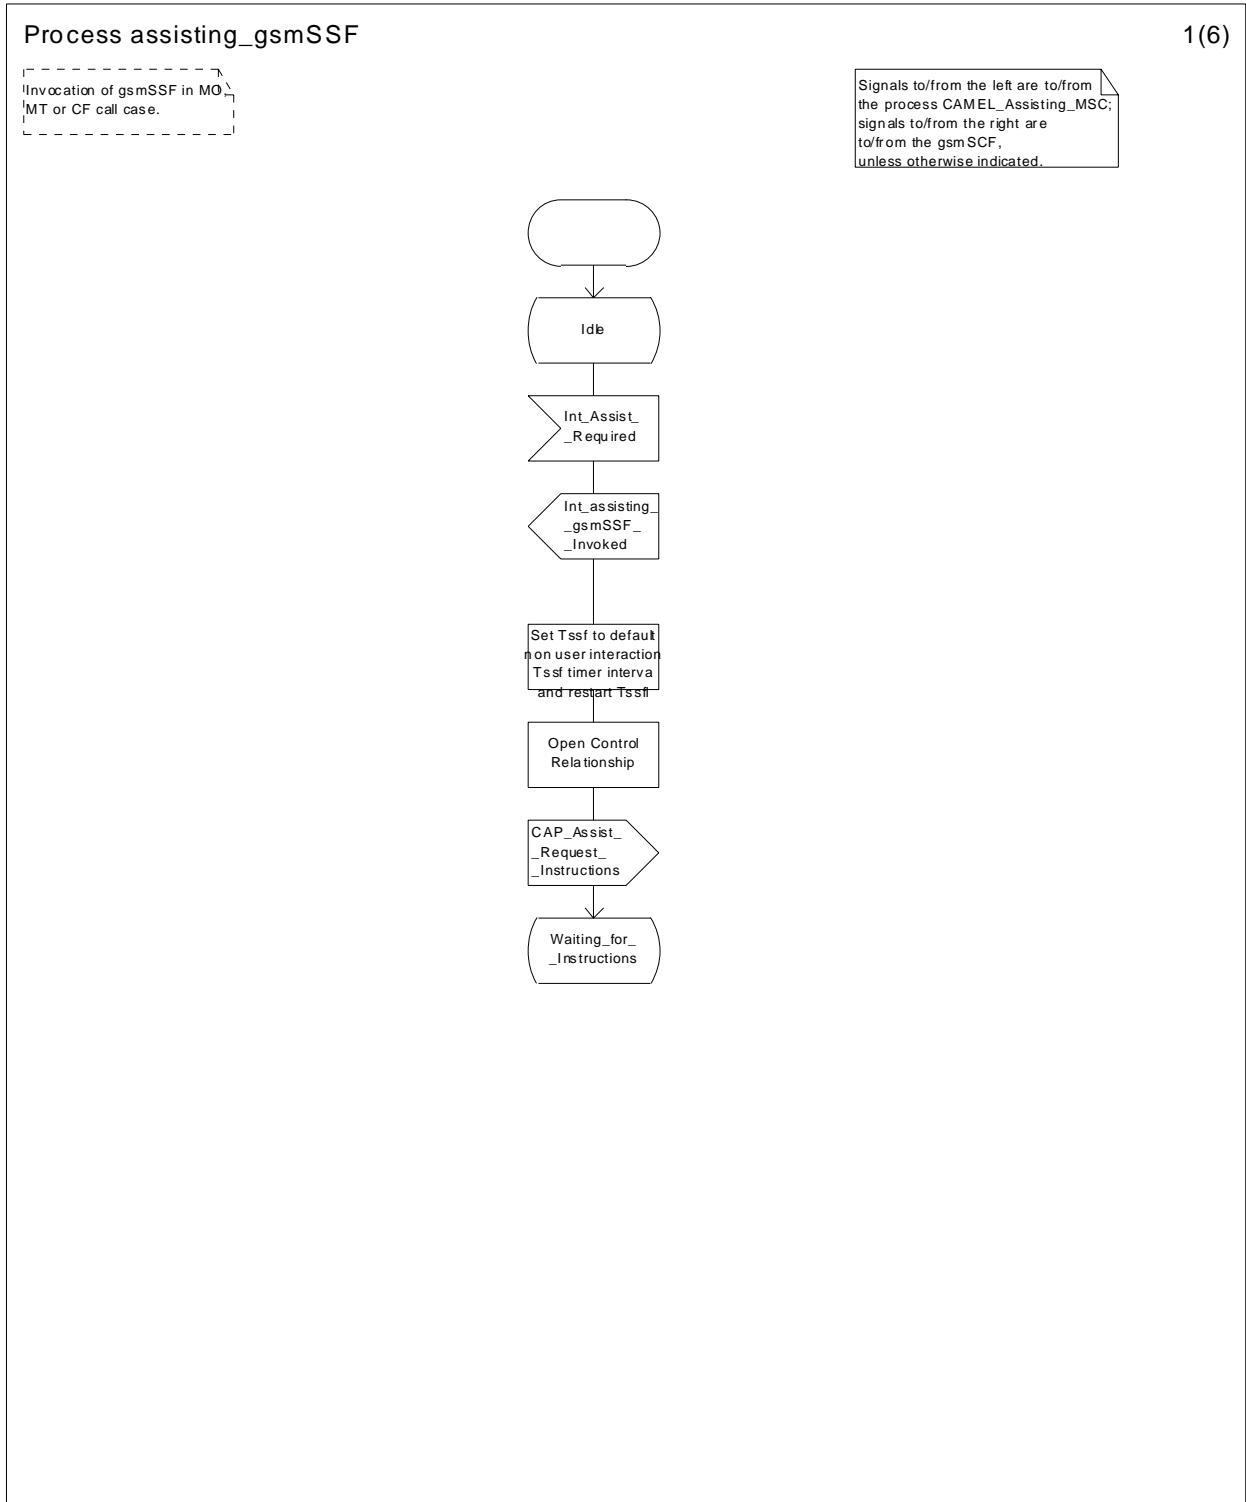 Process assisting_gsmSSF
1(6)
Invocation of gsmSSF in MO,
MT or CF call case.
Signals to/from the left are to/from
the process CAMEL_Assisting_MSC;
signals to/from the right are
to/from the gsmSCF,
unless otherwise indicated.
Idle
Int_Assist_
_Required
Int_assisting_
_gsmSSF_
_Invoked
Set Tssf to default
non user interaction
Tssf timer interva
and restart Tssfl
Open Control
Relationship
CAP_Assist_
_Request_
_Instructions
Waiting_for_
_Instructions